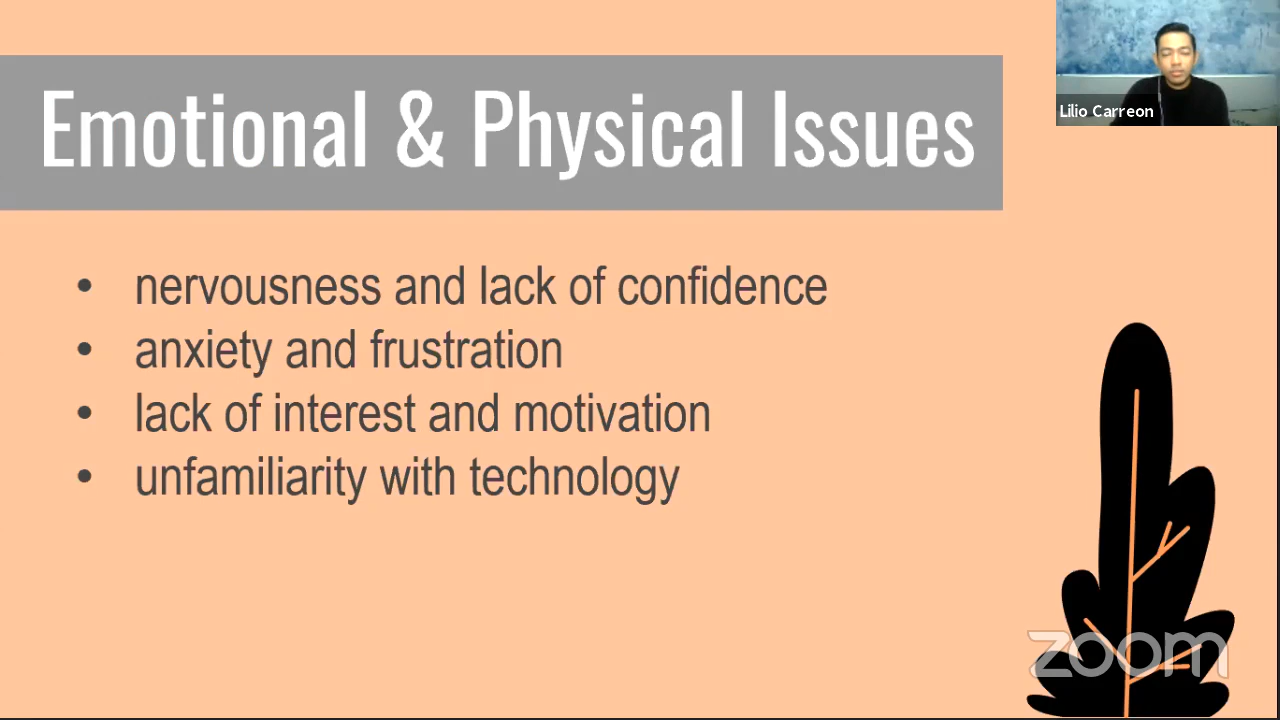 Emotional & Physical Issues
Lilio Carreon
• nervousness and lack of confidence
• anxiety and frustration
• lack of interest and motivation
• unfamiliarity with technology
zoom